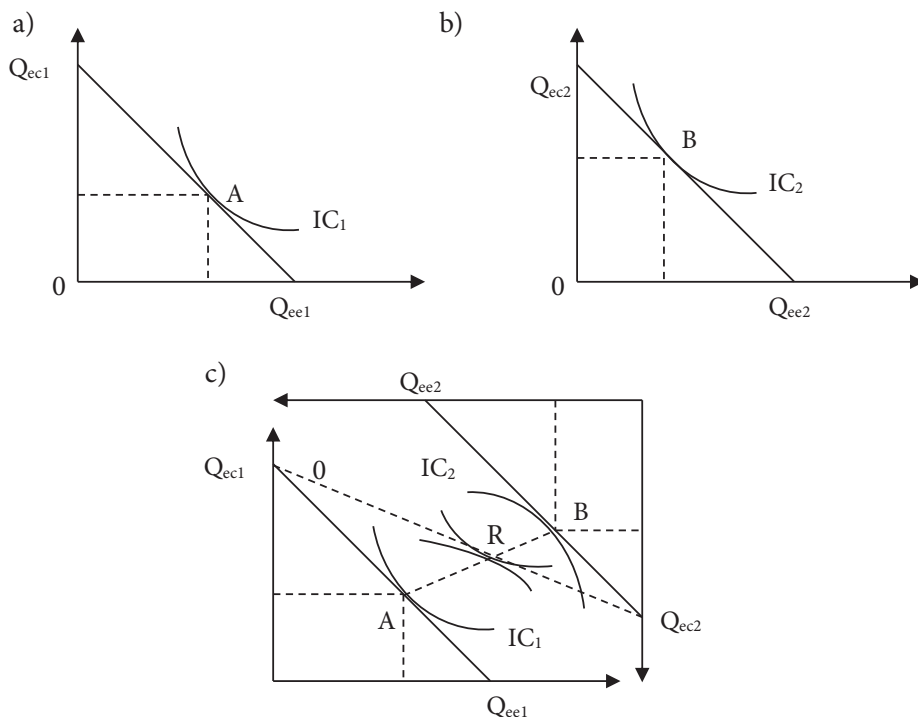 a)
Q_ec1
A
IC_1
0
Q_ee1
b)
Q_ec2
B
IC_2
0
Q_ee2
c)
Q_ee2
Q_ec1
0
IC_2
B
R
A
IC_1
Q_ec2
Q_ee1